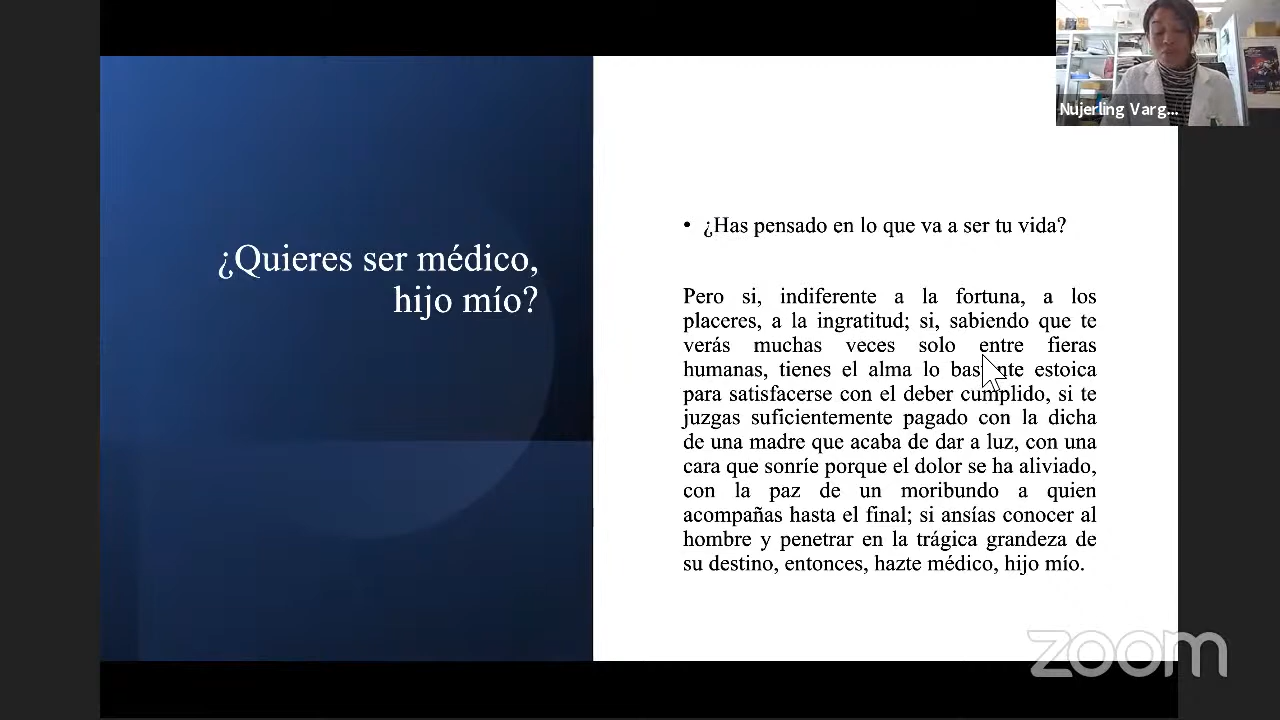 ¿Quieres ser médico,
hijo mío?
Nujerling Varg...
• ¿Has pensado en lo que va a ser tu vida?
Pero si, indiferente a la fortuna, a los
placeres, a la ingratitud; si, sabiendo que te
verás muchas veces solo entre fieras
humanas, tienes el alma lo bastante estoica
para satisfacerse con el deber cumplido, si te
juzgas suficientemente pagado con la dicha
de una madre que acaba de dar a luz, con una
cara que sonríe porque el dolor se ha aliviado,
con la paz de un moribundo a quien
acompañas hasta el final; si ansías conocer al
hombre y penetrar en la trágica grandeza de
su destino, entonces, hazte médico, hijo mío.
zoom